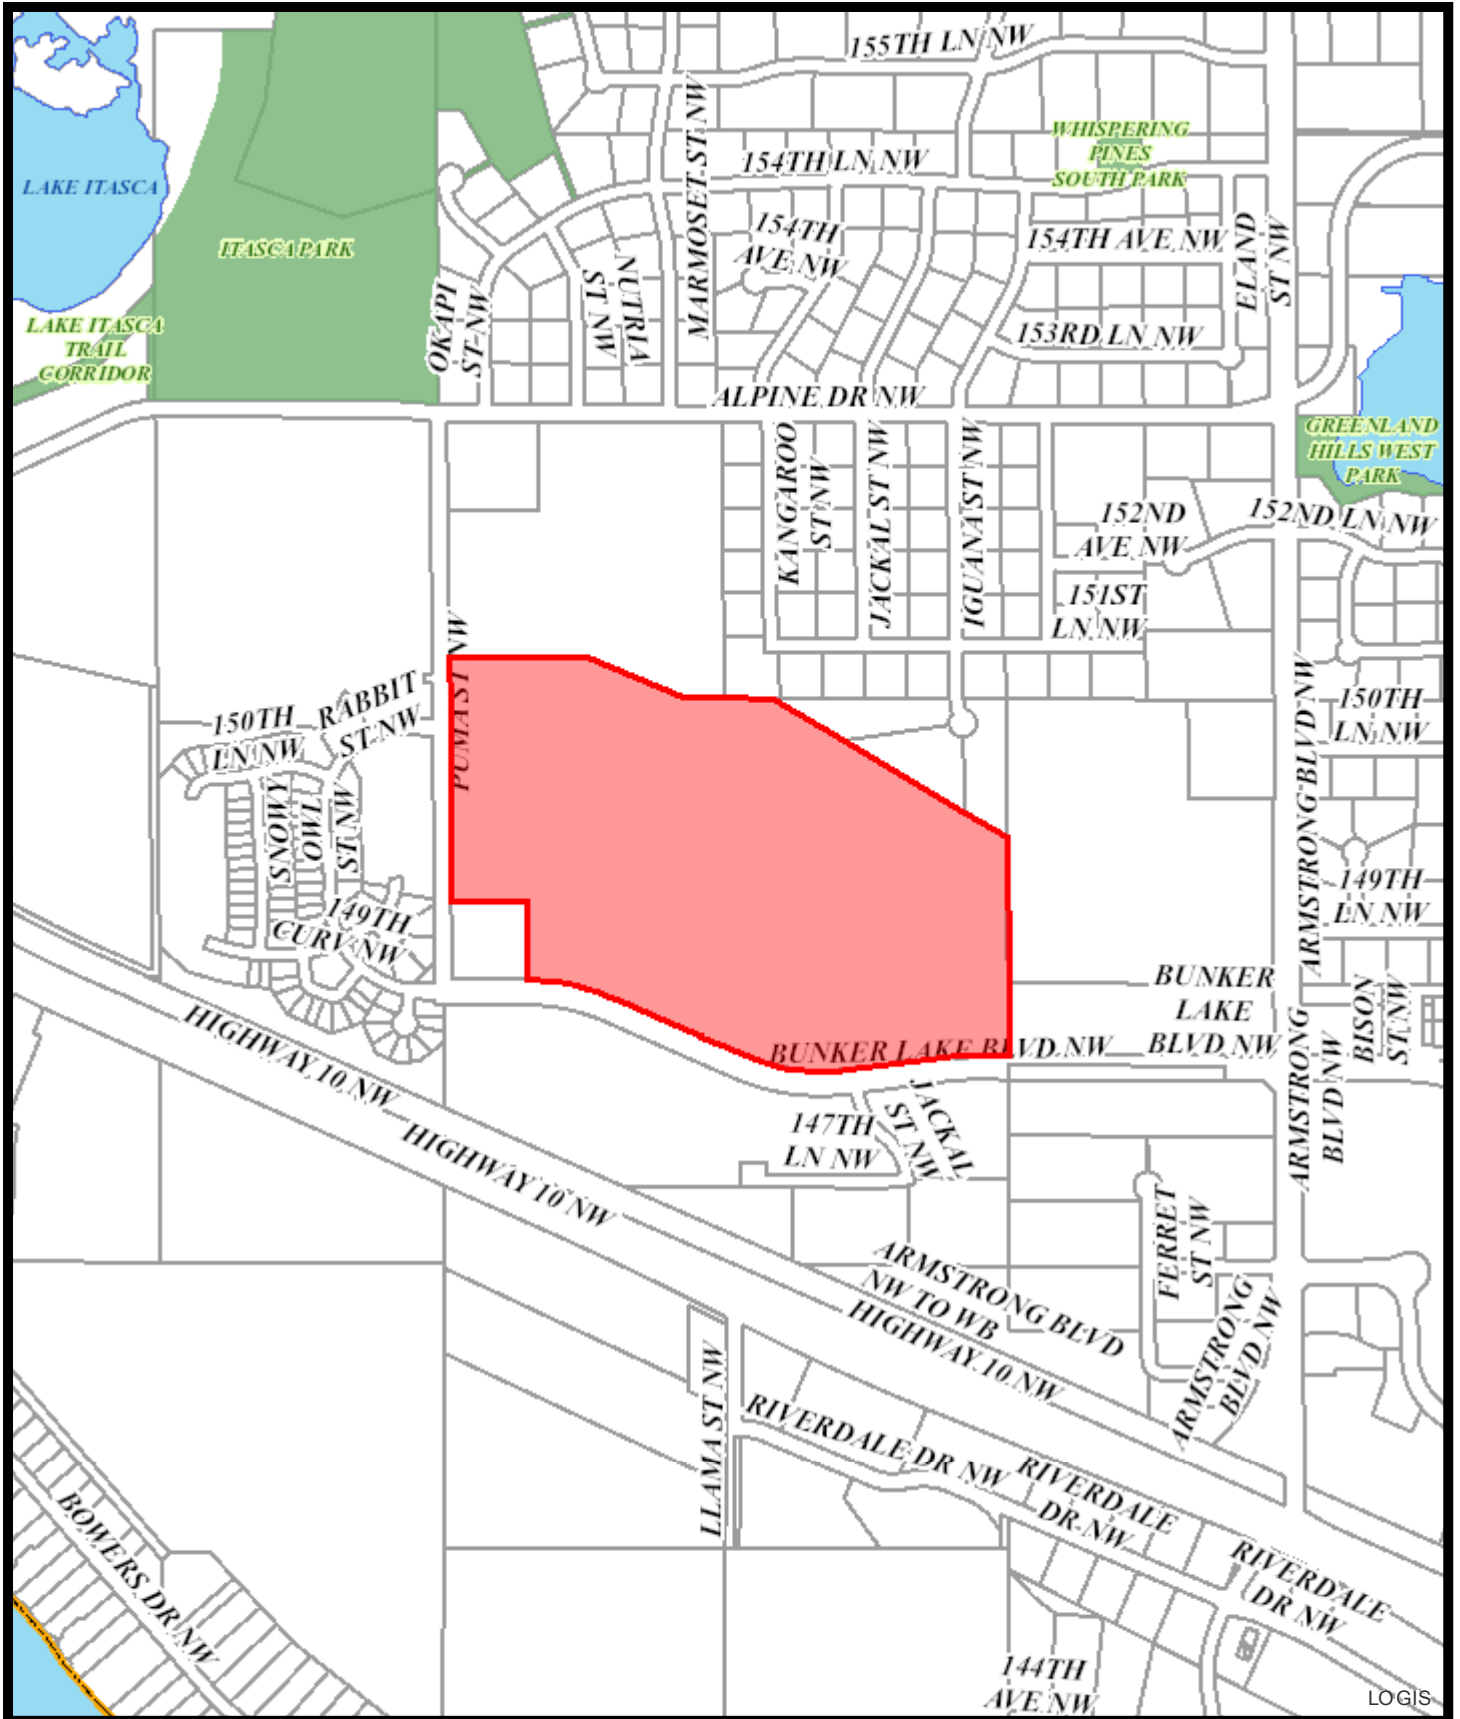 155TH LN NW
MARMOSET ST NW
154TH LN NW
WHISPERING
PINES
SOUTH PARK
LAKE ITASCA
ITASCA PARK
154TH
AVE NW
154TH AVE NW
ELAND
ST NW
OKAPI
ST NW
NUTRIA
ST NW
LAKE ITASCA
TRAIL
CORRIDOR
153RD LN NW
ALPINE DR NW
GREENLAND
HILLS WEST
PARK
KANGAROO
ST NW
JACKAL ST NW
IGUANA ST NW
152ND
AVE NW
152ND LN NW
151ST
LN NW
PUMA ST NW
RABBIT
ST NW
150TH
LN NW
SNOWY
OWL
ST NW
149TH
CURV NW
ARMSTRONG BLVD NW
150TH
LN NW
149TH
LN NW
BUNKER
LAKE
BLVD NW
BISON
ST NW
BUNKER LAKE BLVD NW
ARMSTRONG
BLVD NW
HIGHWAY 10 NW
HIGHWAY 10 NW
147TH
LN NW
JACKAL
ST NW
FERRET
ST NW
ARMSTRONG BLVD
NW TO WB
HIGHWAY 10 NW
ARMSTRONG
BLVD NW
LLAMA ST NW
RIVERDALE DR NW
RIVERDALE
DR NW
RIVERDALE
DR NW
BOWERS DR NW
144TH
AVE NW
LOGIS